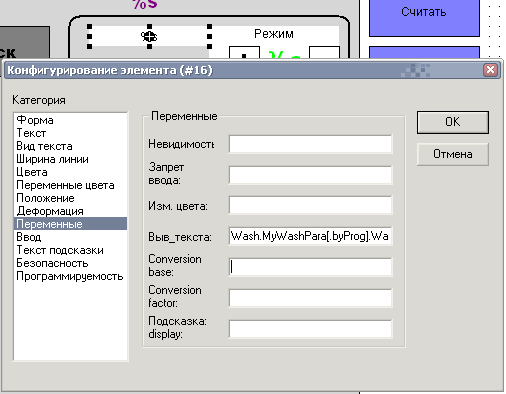 %s
Считать
%s
Режим
ск
Конфигурирование элемента (#16)
Категория
Форма
Текст
Вид текста
Ширина линии
Цвета
Переменные цвета
Положение
Деформация
Переменные
Ввод
Текст подсказки
Безопасность
Программируемость
Переменные
Невидимость
Запрет
ввода:
Изм. цвета:
Выв_текста:
Wash.MyWashPara[.byProg].Wa
Conversion
base:
Conversion
factor:
Подсказка:
display:
OK
Отмена